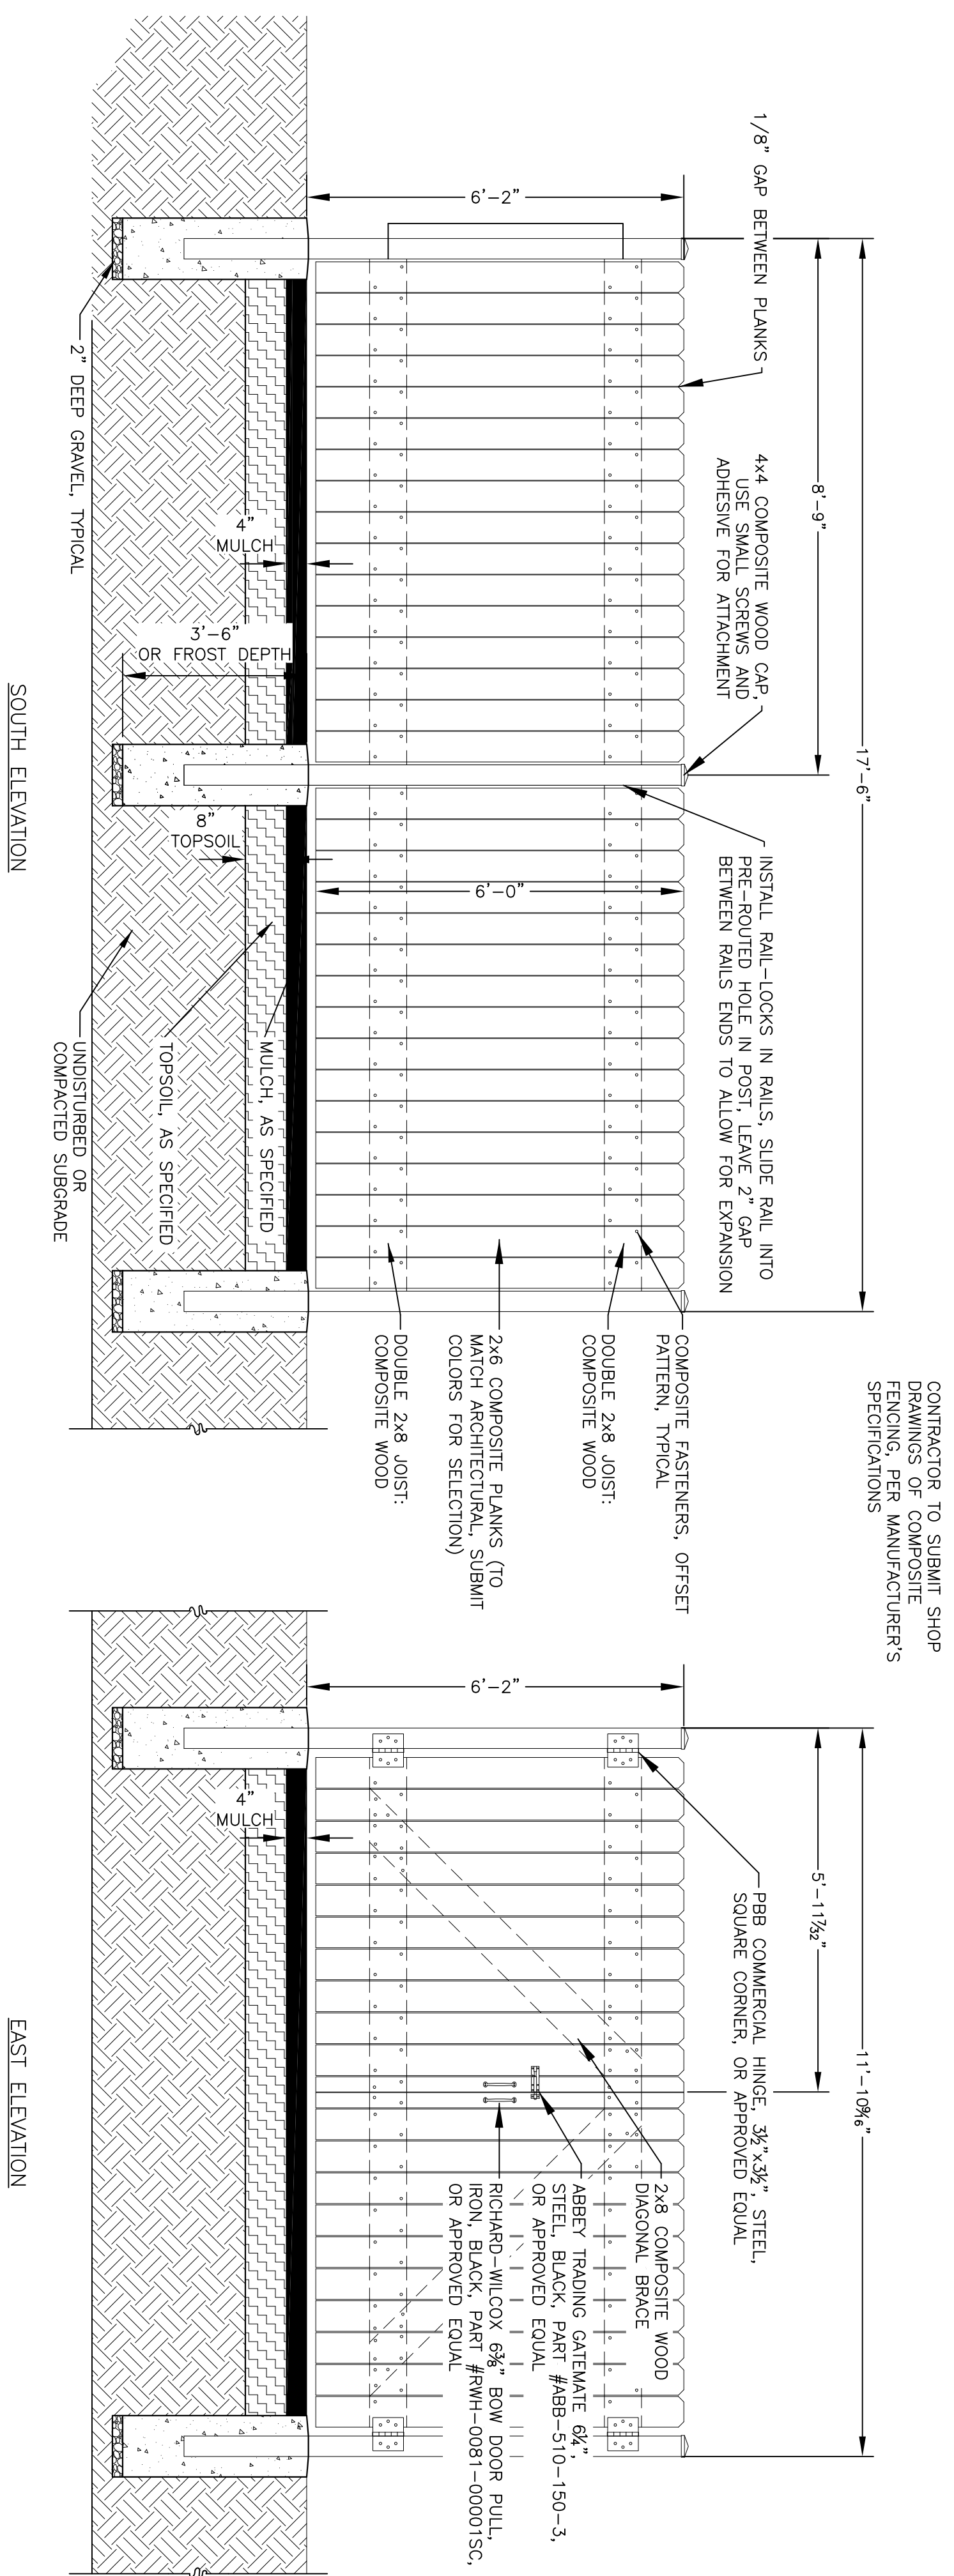 CONTRACTOR TO SUBMIT SHOP
DRAWINGS OF COMPOSITE
FENCING, PER MANUFACTURER'S
SPECIFICATIONS
17'-6"
8'-9"
1/8" GAP BETWEEN PLANKS
4x4 COMPOSITE WOOD CAP,
USE SMALL SCREWS AND
ADHESIVE FOR ATTACHMENT
INSTALL RAIL-LOCKS IN RAILS, SLIDE RAIL INTO
PRE-ROUTED HOLE IN POST, LEAVE 2" GAP
BETWEEN RAILS ENDS TO ALLOW FOR EXPANSION
6'-2"
6'-0"
COMPOSITE FASTENERS, OFFSET
PATTERN, TYPICAL
DOUBLE 2x8 JOIST:
COMPOSITE WOOD
2x6 COMPOSITE PLANKS (TO
MATCH ARCHITECTURAL, SUBMIT
COLORS FOR SELECTION)
DOUBLE 2x8 JOIST:
COMPOSITE WOOD
4"
MULCH
3'-6"
OR FROST DEPTH
8"
TOPSOIL
MULCH, AS SPECIFIED
TOPSOIL, AS SPECIFIED
UNDISTURBED OR
COMPACTED SUBGRADE
2" DEEP GRAVEL, TYPICAL
SOUTH ELEVATION
11'-10 9/16"
5'-11 7/32"
PBB COMMERCIAL HINGE, 3½"x3½", STEEL,
SQUARE CORNER, OR APPROVED EQUAL
6'-2"
2x8 COMPOSITE WOOD
DIAGONAL BRACE
ABBEY TRADING GATEMATE 6¼",
STEEL, BLACK, PART #ABB-510-150-3,
OR APPROVED EQUAL
RICHARD-WILCOX 6⅜" BOW DOOR PULL,
IRON, BLACK, PART #RWH-0081-00001SC,
OR APPROVED EQUAL
4"
MULCH
EAST ELEVATION